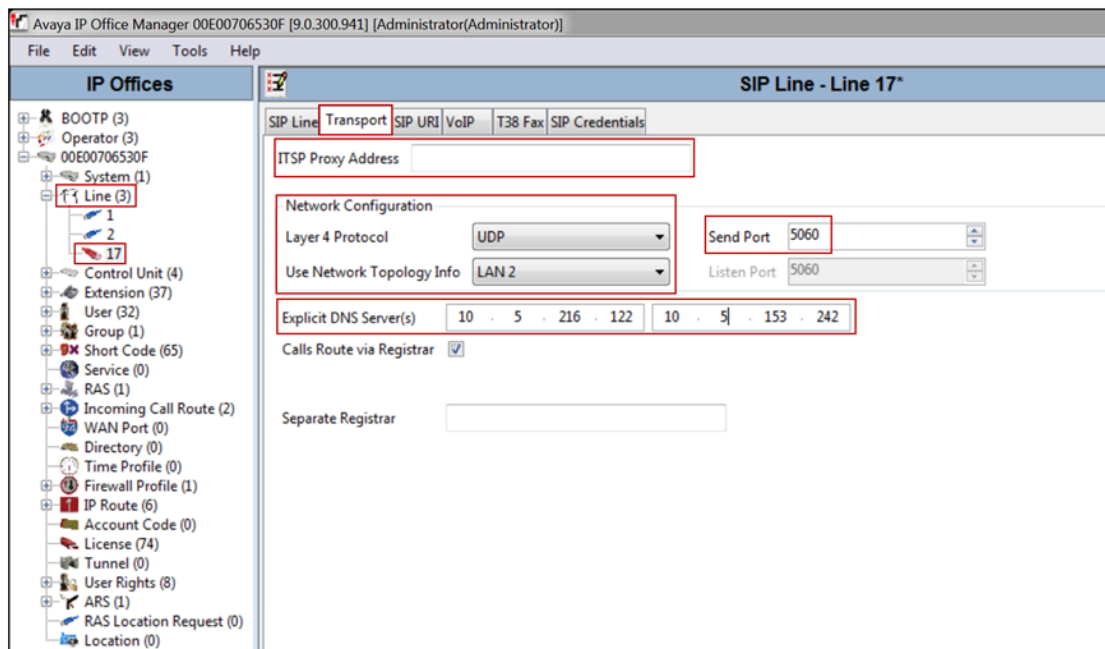 Avaya IP Office Manager 00E00706530F [9.0.300.941] [Administrator(Administrator)]
File Edit View Tools Help
IP Offices
BOOTP (3)
Operator (3)
00E00706530F
System (1)
Line (3)
1
2
17
Control Unit (4)
Extension (37)
User (32)
Group (1)
Short Code (65)
Service (0)
RAS (1)
Incoming Call Route (2)
WAN Port (0)
Directory (0)
Time Profile (0)
Firewall Profile (1)
IP Route (6)
Account Code (0)
License (74)
Tunnel (0)
User Rights (8)
ARS (1)
RAS Location Request (0)
Location (0)
SIP Line - Line 17*
SIP Line Transport SIP URI VoIP T38 Fax SIP Credentials
ITSP Proxy Address
Network Configuration
Layer 4 Protocol UDP Send Port 5060
Use Network Topology Info LAN 2 Listen Port 5060
Explicit DNS Server(s) 10 . 5 . 216 . 122 10 . 5 . 153 . 242
Calls Route via Registrar
Separate Registrar